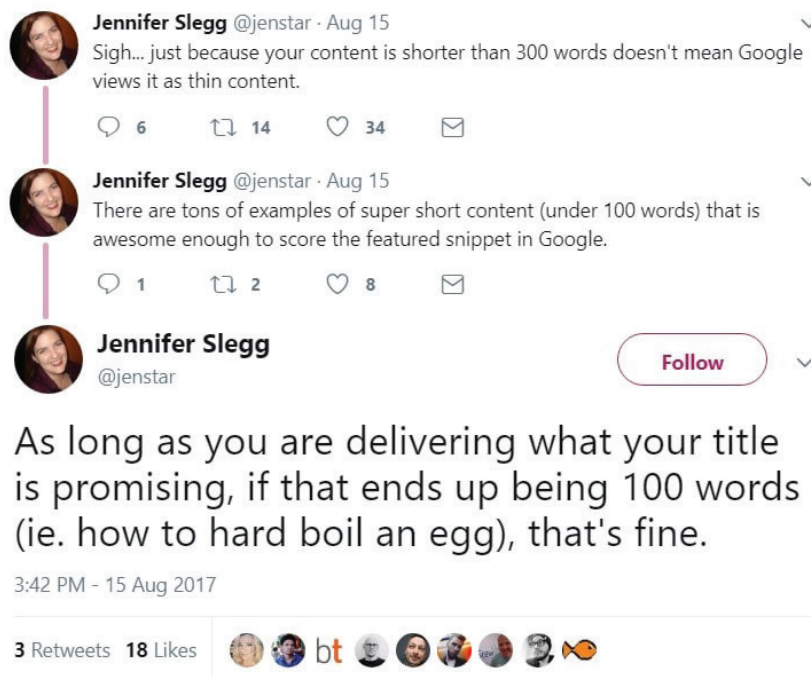 Jennifer Slegg @jenstar · Aug 15
Sigh... just because your content is shorter than 300 words doesn't mean Google
views it as thin content.
6 14 34
Jennifer Slegg @jenstar · Aug 15
There are tons of examples of super short content (under 100 words) that is
awesome enough to score the featured snippet in Google.
1 2 8
Jennifer Slegg
@jenstar
Follow
As long as you are delivering what your title
is promising, if that ends up being 100 words
(ie. how to hard boil an egg), that's fine.
3:42 PM - 15 Aug 2017
3 Retweets 18 Likes bt